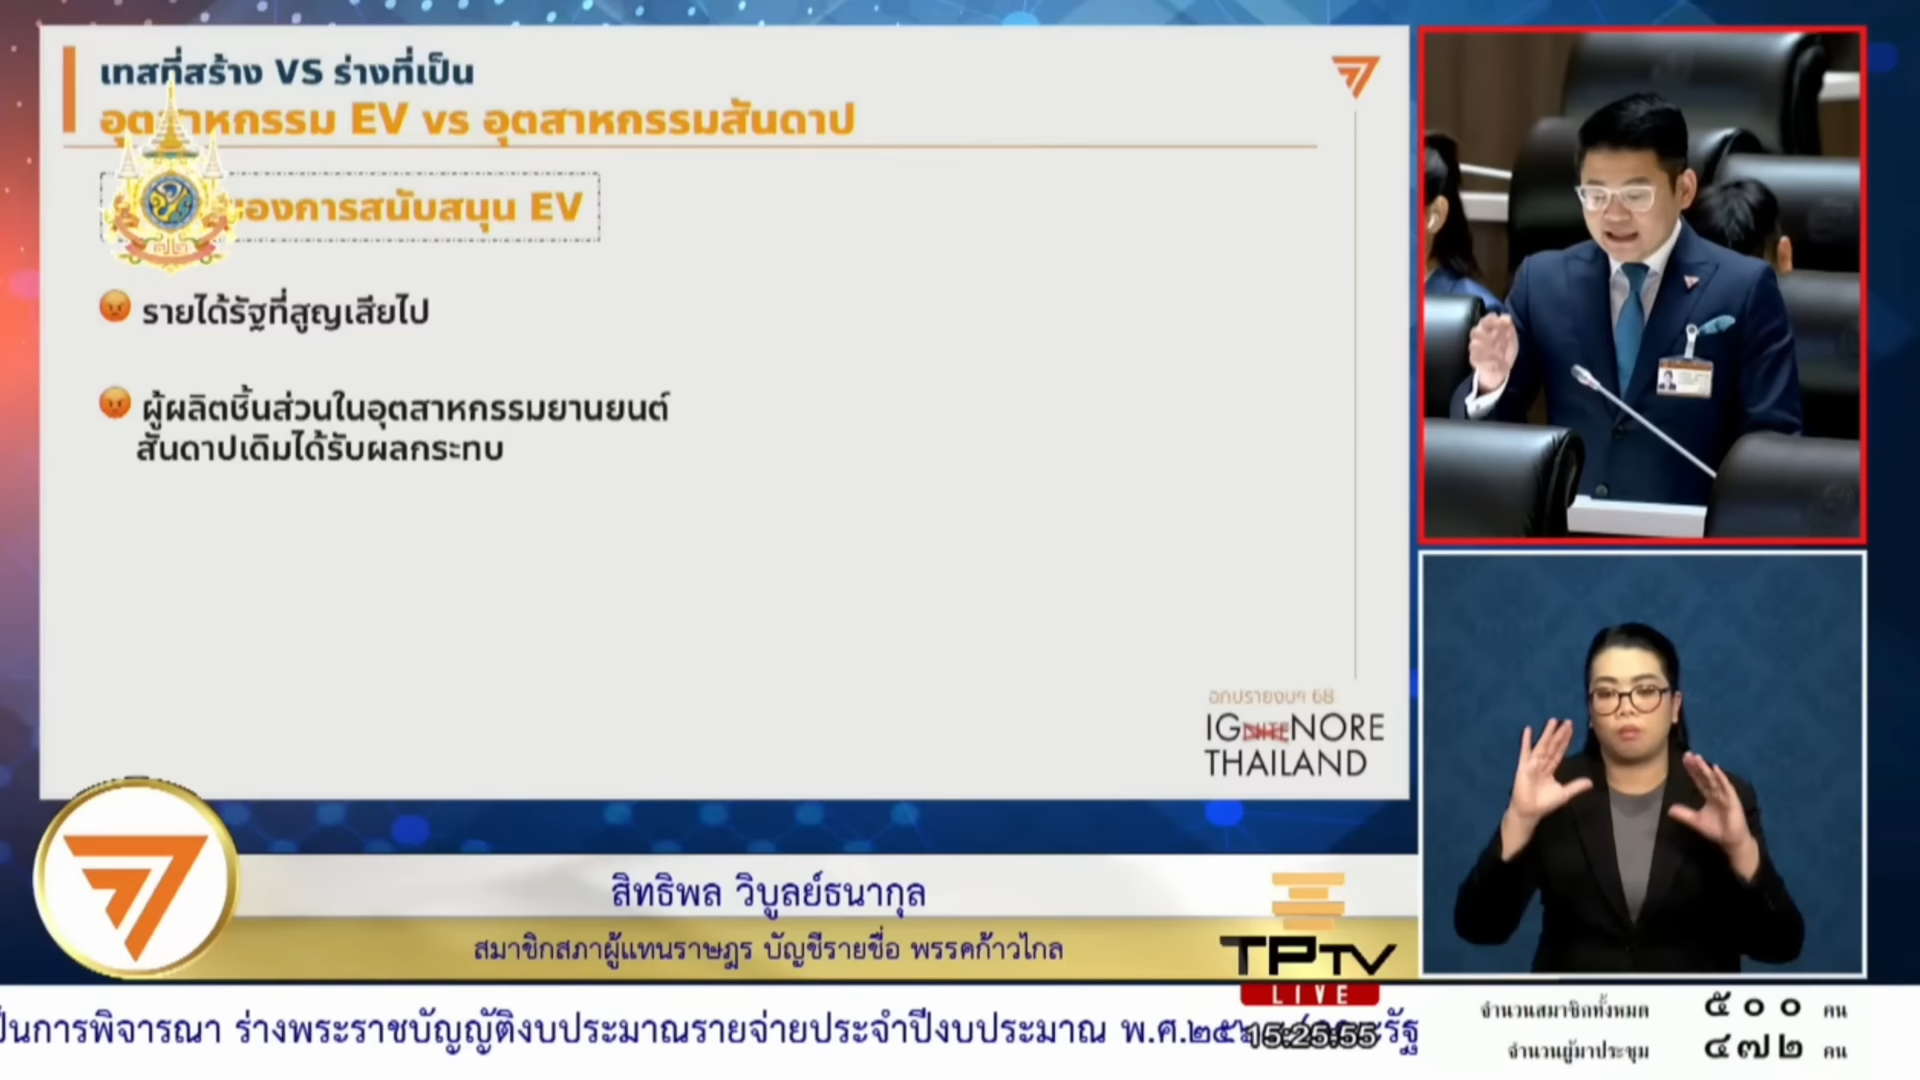 เทสที่สร้าง VS ร่างที่เป็น
อุตสาหกรรม EV vs อุตสาหกรรมสันดาป
ของการสนับสนุน EV
รายได้รัฐที่สูญเสียไป
ผู้ผลิตชิ้นส่วนในอุตสาหกรรมยานยนต์
สันดาปเดิมได้รับผลกระทบ
อภิปรายงบฯ 68
IGNITENORE
THAILAND
สิทธิพล วิบูลย์ธนากุล
สมาชิกสภาผู้แทนราษฎร บัญชีรายชื่อ พรรคก้าวไกล
TPTV
LIVE
15:25:55
เป็นการพิจารณา ร่างพระราชบัญญัติงบประมาณรายจ่ายประจำปีงบประมาณ พ.ศ.๒๕ รัฐ
จำนวนสมาชิกทั้งหมด ๕๐๐ คน
จำนวนผู้มาประชุม ๔๗๒ คน